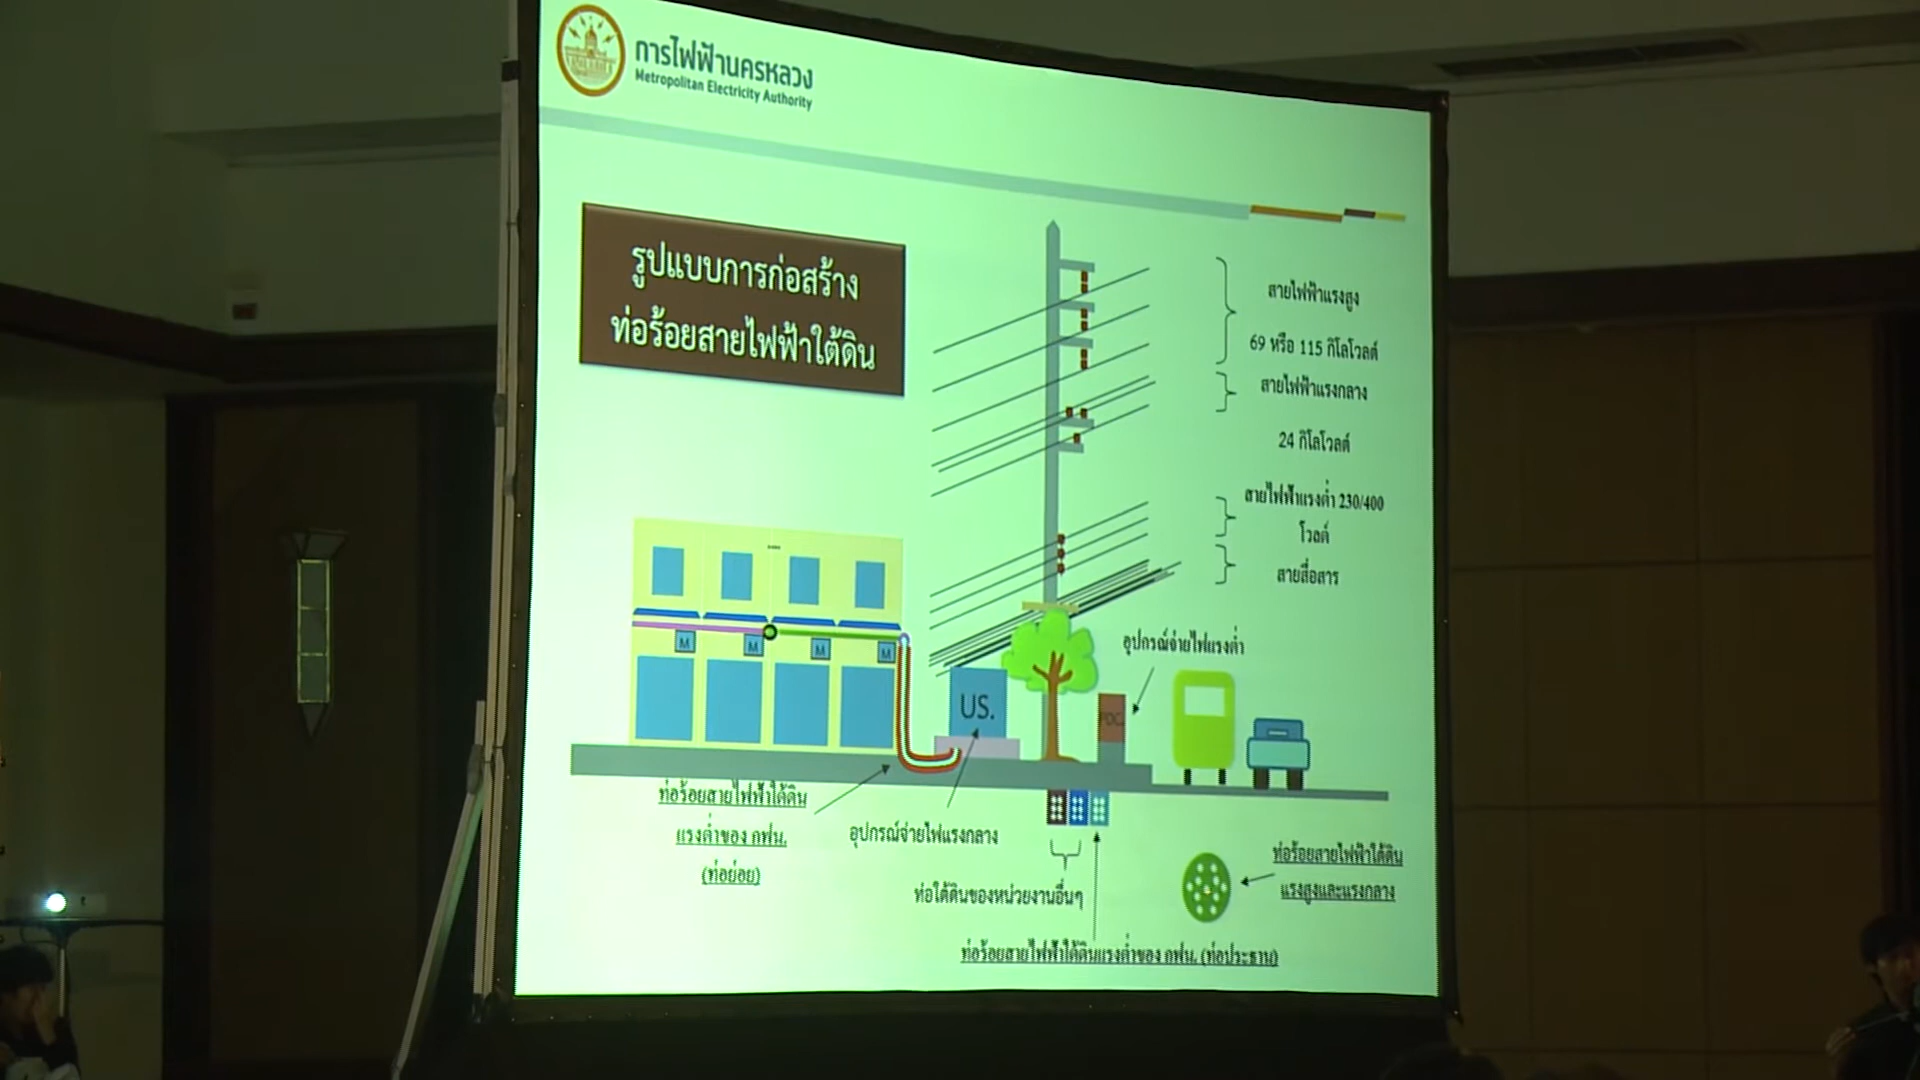 การไฟฟ้านครหลวง
Metropolitan Electricity Authority
รูปแบบการก่อสร้าง
ท่อร้อยสายไฟฟ้าใต้ดิน
สายไฟฟ้าแรงสูง
69 หรือ 115 กิโลโวลต์
สายไฟฟ้าแรงกลาง
24 กิโลโวลต์
สายไฟฟ้าแรงต่ำ 230/400
โวลต์
สายสื่อสาร
M
M
M
M
US.
อุปกรณ์จ่ายไฟแรงต่ำ
PDC.
ท่อร้อยสายไฟฟ้าใต้ดิน
แรงต่ำของ กฟน.
(ท่อย่อย)
อุปกรณ์จ่ายไฟแรงกลาง
ท่อใต้ดินของหน่วยงานอื่นๆ
ท่อร้อยสายไฟฟ้าใต้ดินแรงต่ำของ กฟน. (ท่อประธาน)
ท่อร้อยสายไฟฟ้าใต้ดิน
แรงสูงและแรงกลาง